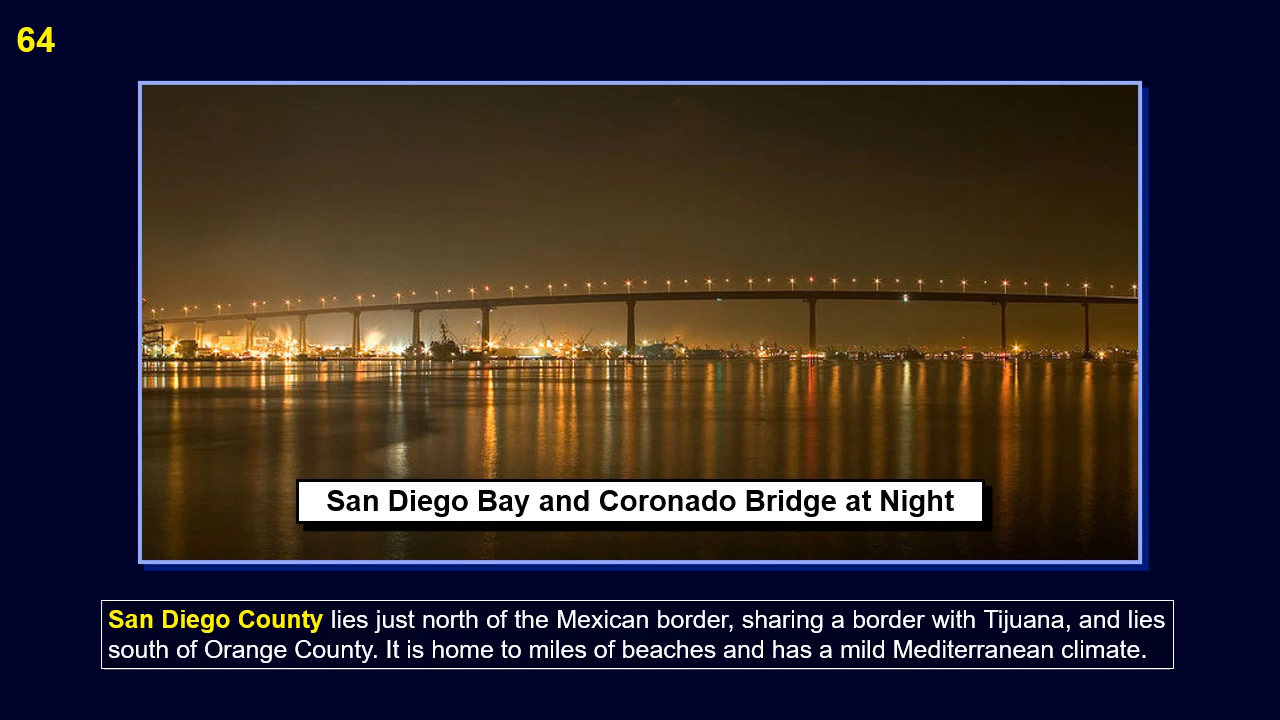 64
San Diego Bay and Coronado Bridge at Night
San Diego County lies just north of the Mexican border, sharing a border with Tijuana, and lies
south of Orange County. It is home to miles of beaches and has a mild Mediterranean climate.